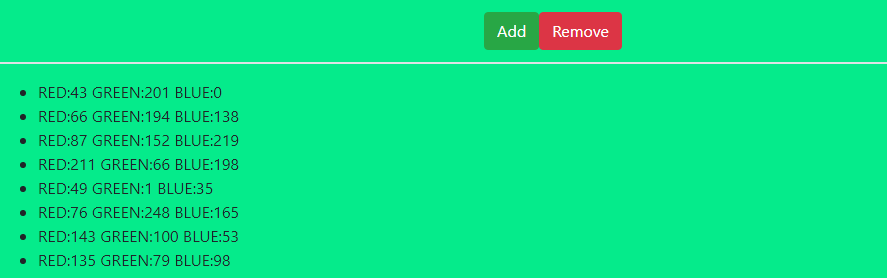 Add Remove
RED:43 GREEN:201 BLUE:0
RED:66 GREEN:194 BLUE:138
RED:87 GREEN:152 BLUE:219
RED:211 GREEN:66 BLUE:198
RED:49 GREEN:1 BLUE:35
RED:76 GREEN:248 BLUE:165
RED:143 GREEN:100 BLUE:53
RED:135 GREEN:79 BLUE:98